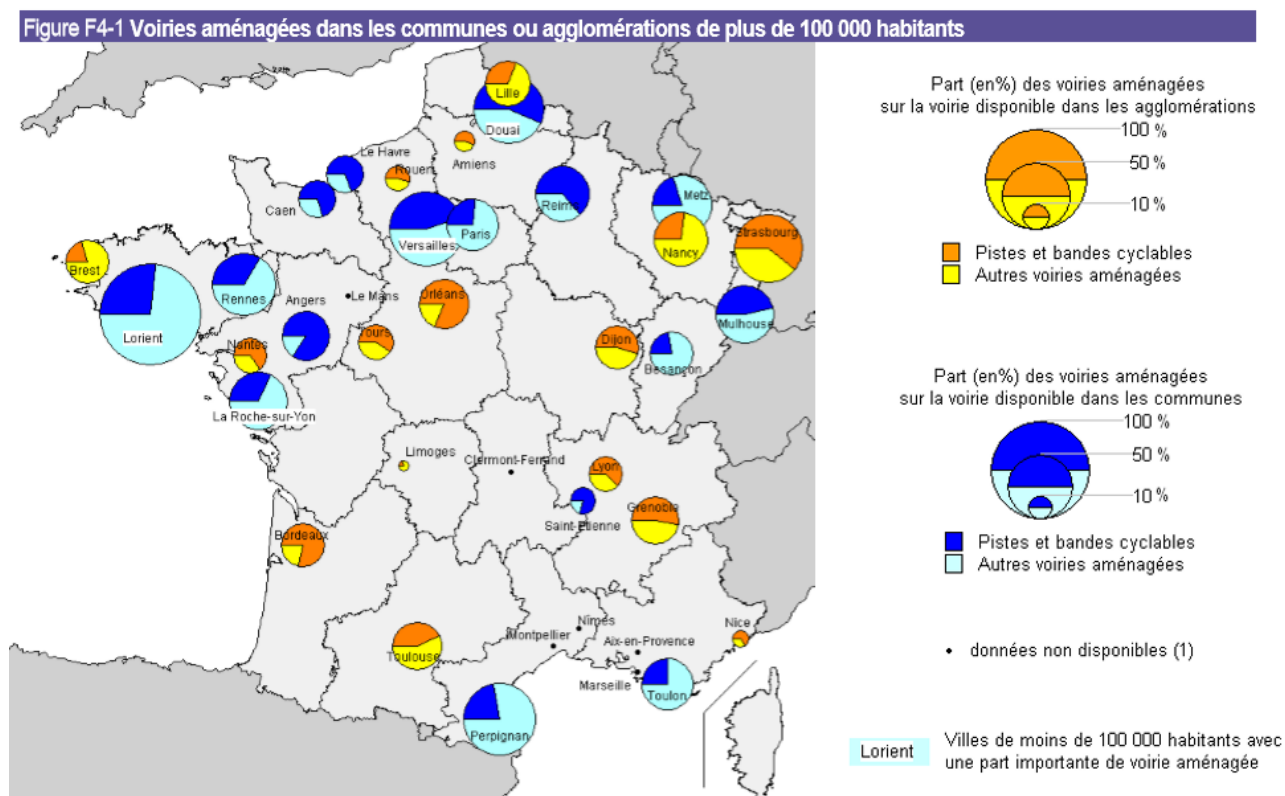 Figure F4-1 Voiries aménagées dans les communes ou agglomérations de plus de 100 000 habitants
Lille
Douai
Amiens
Le Havre
Rouen
Caen
Reims
Metz
Versailles
Paris
Nancy
Strasbourg
Brest
Rennes
Lorient
Angers
Le Mans
Orléans
Mulhouse
Nantes
Tours
Dijon
Besançon
La Roche-sur-Yon
Limoges
Clermont-Ferrand
Lyon
Saint-Etienne
Grenoble
Bordeaux
Toulouse
Montpellier
Nîmes
Aix-en-Provence
Nice
Marseille
Toulon
Perpignan
Part (en%) des voiries aménagées
sur la voirie disponible dans les agglomérations
100 %
50 %
10 %
Pistes et bandes cyclables
Autres voiries aménagées
Part (en%) des voiries aménagées
sur la voirie disponible dans les communes
100 %
50 %
10 %
Pistes et bandes cyclables
Autres voiries aménagées
données non disponibles (1)
Lorient
Villes de moins de 100 000 habitants avec
une part importante de voirie aménagée